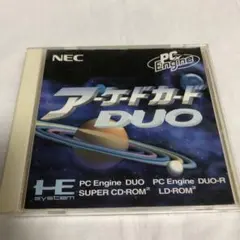 NEC
PC Engine
アーケードカード
DUO
PC Engine DUO PC Engine DUO-R
SUPER CD-ROM² LD-ROM²
HE system